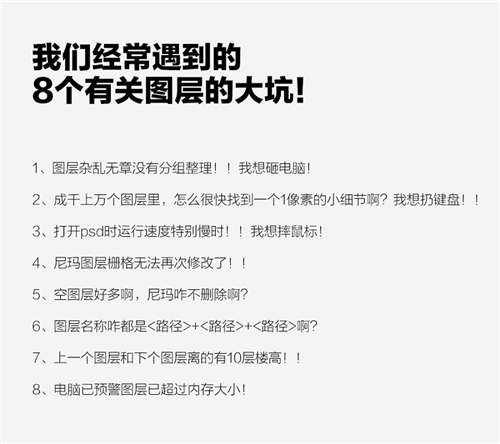 我们经常遇到的
8个有关图层的大坑！
1、图层杂乱无章没有分组整理！！我想砸电脑！
2、成千上万个图层里，怎么很快找到一个1像素的小细节啊？我想扔键盘！！
3、打开psd时运行速度特别慢时！！我想摔鼠标！
4、尼玛图层栅格无法再次修改了！！
5、空图层好多啊，尼玛咋不删除啊？
6、图层名称咋都是<路径>+<路径>+<路径>啊？
7、上一个图层和下个图层离的有10层楼高！！
8、电脑已预警图层已超过内存大小！